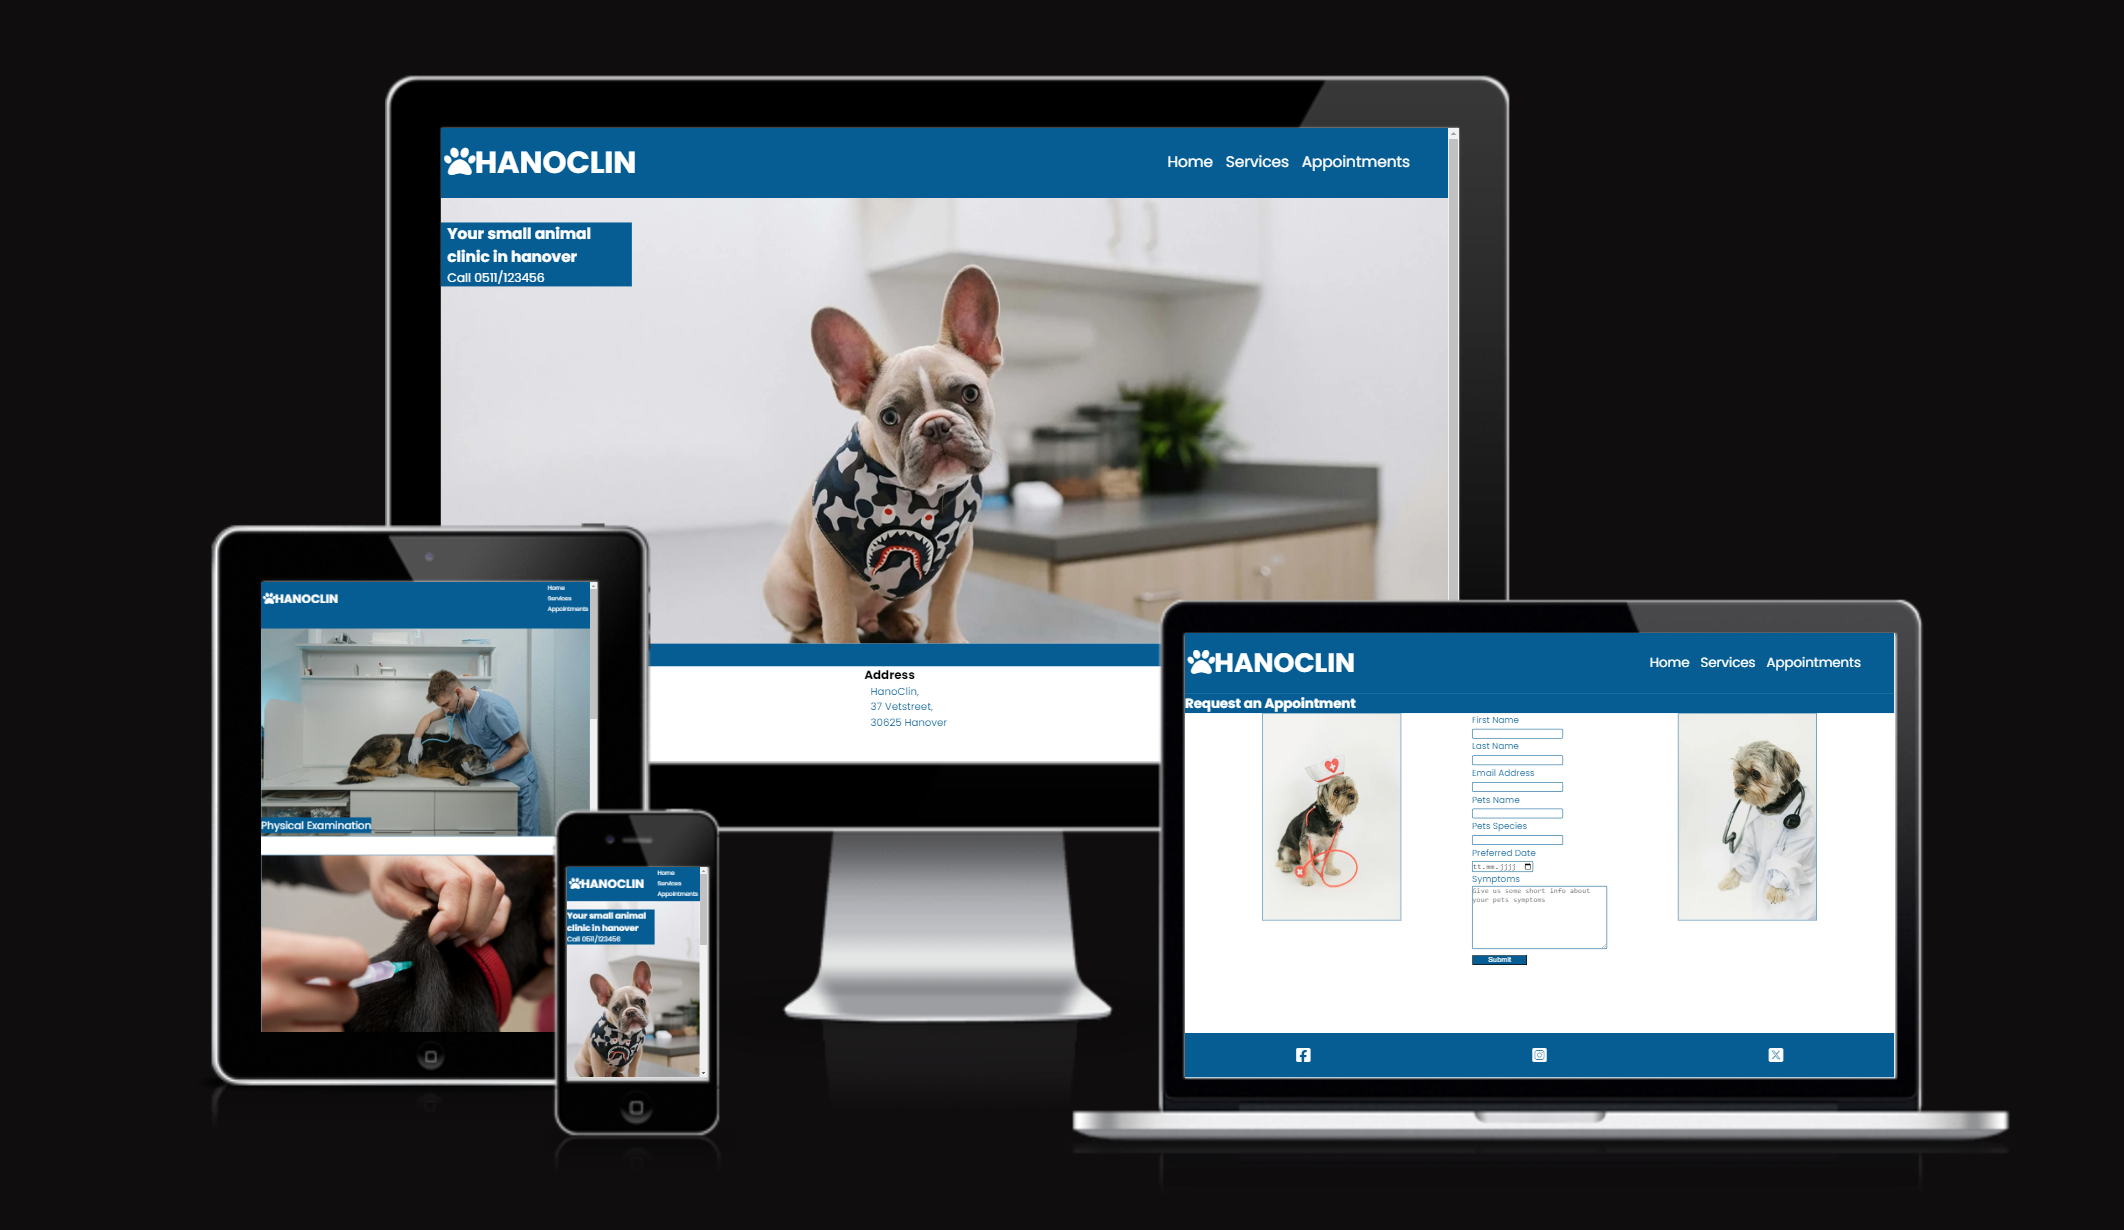 HANOCLIN
Home Services Appointments
Your small animal
clinic in hanover
Call 0511/123456
Address
HanoClin,
37 Vetstreet,
30625 Hanover
HANOCLIN
Home
Services
Appointments
Physical Examination
HANOCLIN
Home
Services
Appointments
Your small animal
clinic in hanover
Call 0511/123456
HANOCLIN
Home Services Appointments
Request an Appointment
First Name
Last Name
Email Address
Pets Name
Pets Species
Preferred Date
tt.mm.jjjj
Symptoms
Give us some short info about
your pets symptoms
Submit